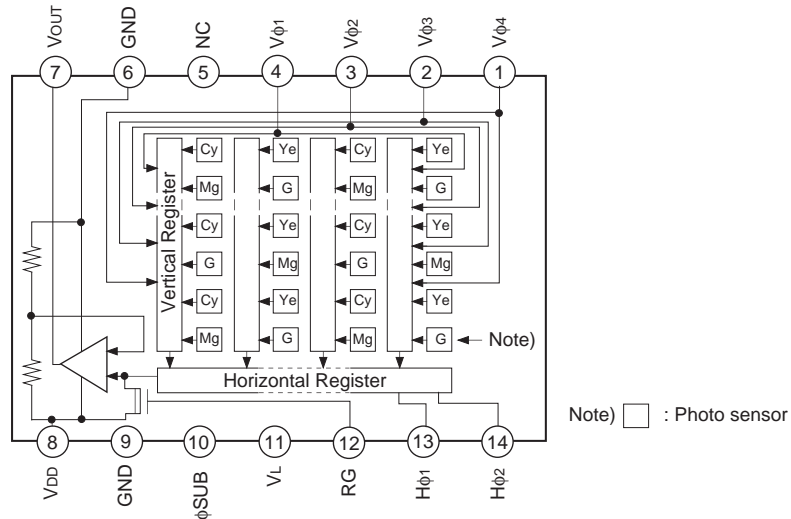 VOUT GND NC Vϕ1 Vϕ2 Vϕ3 Vϕ4
7 6 5 4 3 2 1
Vertical Register
Cy Ye Cy Ye
Mg G Mg G
Cy Ye Cy Ye
G Mg G Mg
Cy Ye Cy Ye
Mg G Mg G
Note)
Horizontal Register
Note) : Photo sensor
8 9 10 11 12 13 14
VDD GND ϕSUB VL RG Hϕ1 Hϕ2